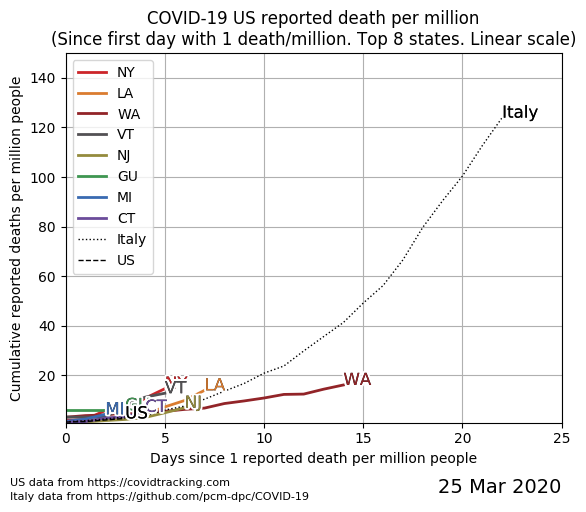 COVID-19 US reported death per million
(Since first day with 1 death/million. Top 8 states. Linear scale)
Cumulative reported deaths per million people
140
120
100
80
60
40
20
NY
LA
WA
VT
NJ
GU
MI
CT
Italy
US
Italy
WA
LA
NY
VT
NJ
GU
CT
MI
US
0
5
10
15
20
25
Days since 1 reported death per million people
US data from https://covidtracking.com
Italy data from https://github.com/pcm-dpc/COVID-19
25 Mar 2020